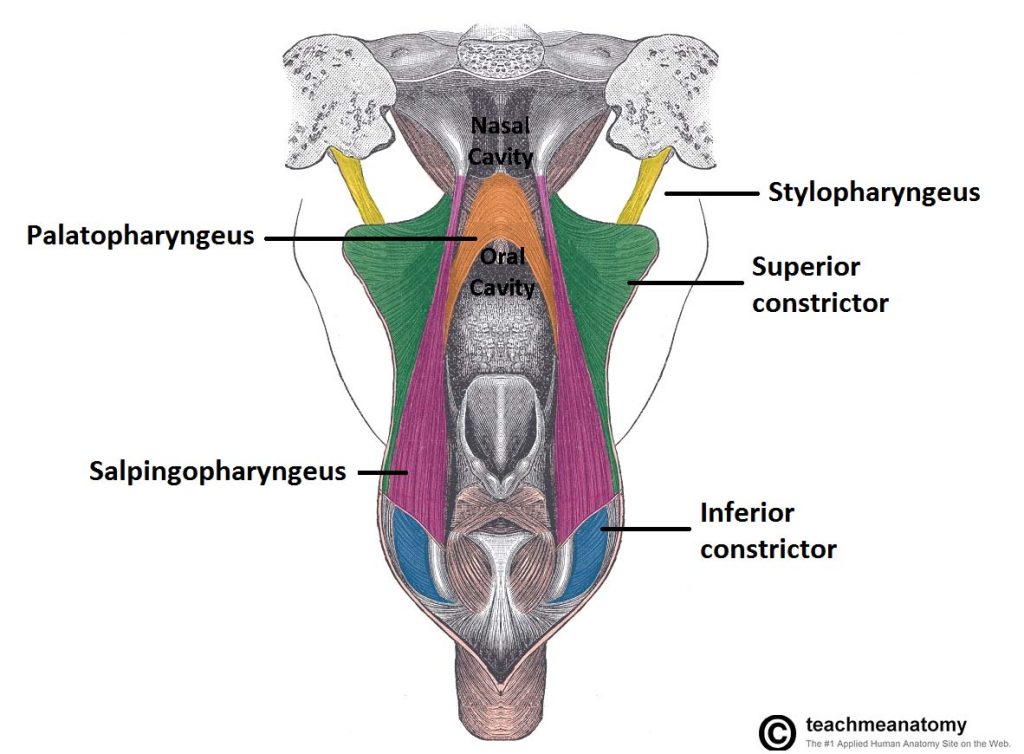 Nasal
Cavity
Stylopharyngeus
Palatopharyngeus
Oral
Cavity
Superior
constrictor
Salpingopharyngeus
Inferior
constrictor
© teachmeanatomy
The #1 Applied Human Anatomy Site on the Web.